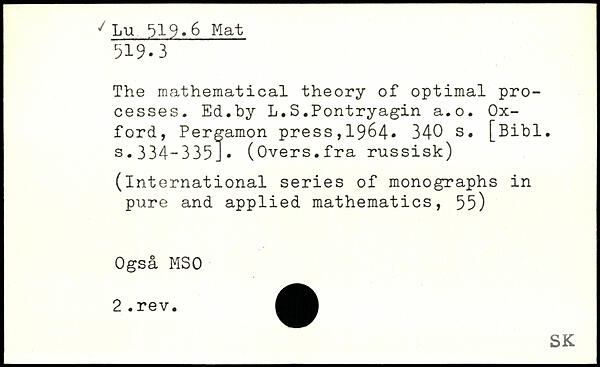 ✓ Lu 519.6 Mat
519.3
The mathematical theory of optimal pro-
cesses. Ed.by L.S.Pontryagin a.o. Ox-
ford, Pergamon press,1964. 340 s. [Bibl.
s.334-335]. (Overs.fra russisk)
(International series of monographs in
pure and applied mathematics, 55)
Også MSO
2.rev.
SK